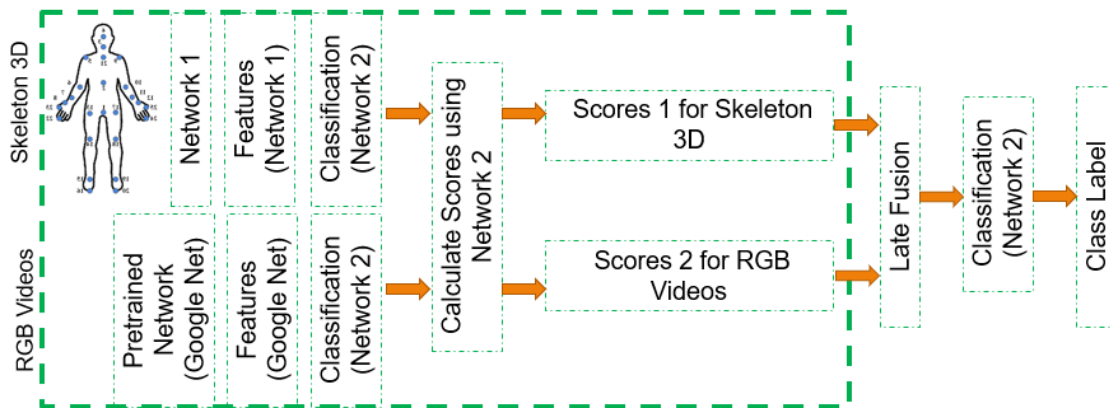 Skeleton 3D
Network 1
Features
(Network 1)
Classification
(Network 2)
RGB Videos
Pretrained
Network
(Google Net)
Features
(Google Net)
Classification
(Network 2)
Calculate Scores using
Network 2
Scores 1 for Skeleton
3D
Scores 2 for RGB
Videos
Late Fusion
Classification
(Network 2)
Class Label